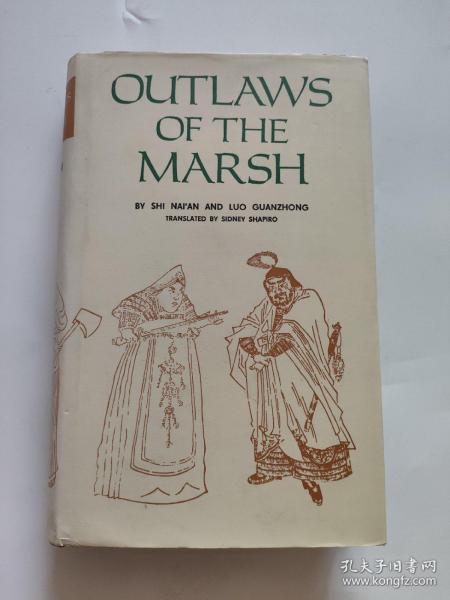 OUTLAWS
OF THE
MARSH
BY SHI NAI'AN AND LUO GUANZHONG
TRANSLATED BY SIDNEY SHAPIRO
孔夫子旧书网
www.kongfz.com